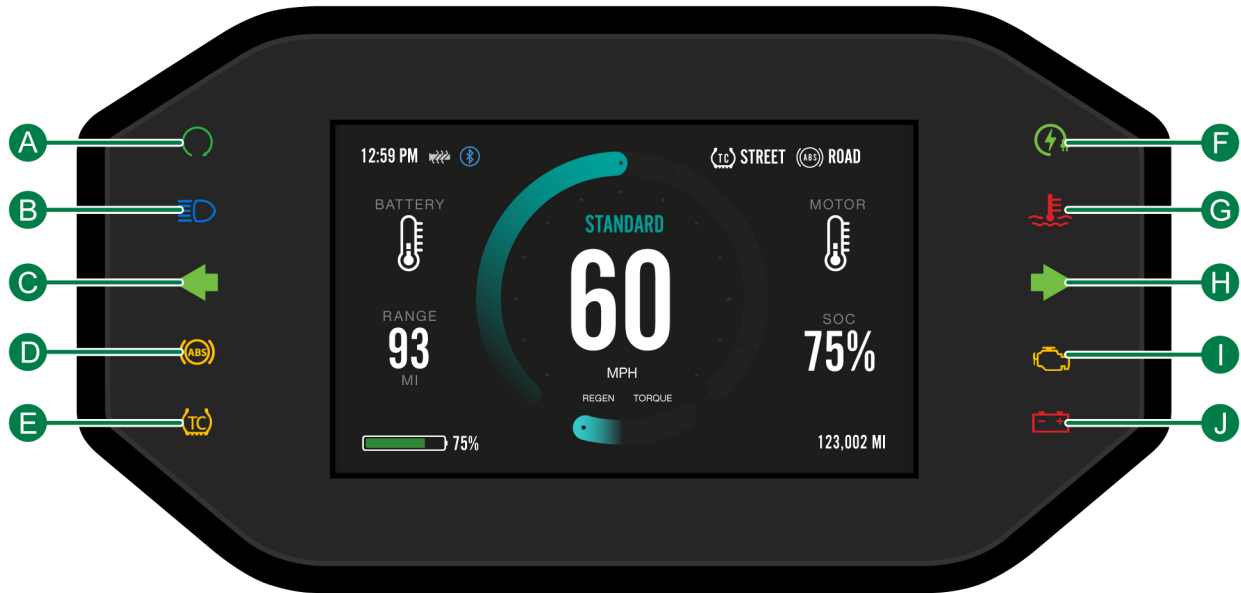 A
B
C
D
E
ABS
TC
12:59 PM
TC STREET ABS ROAD
BATTERY
RANGE
93
MI
75%
STANDARD
60
MPH
REGEN TORQUE
MOTOR
SOC
75%
123,002 MI
F
G
H
I
J
- +